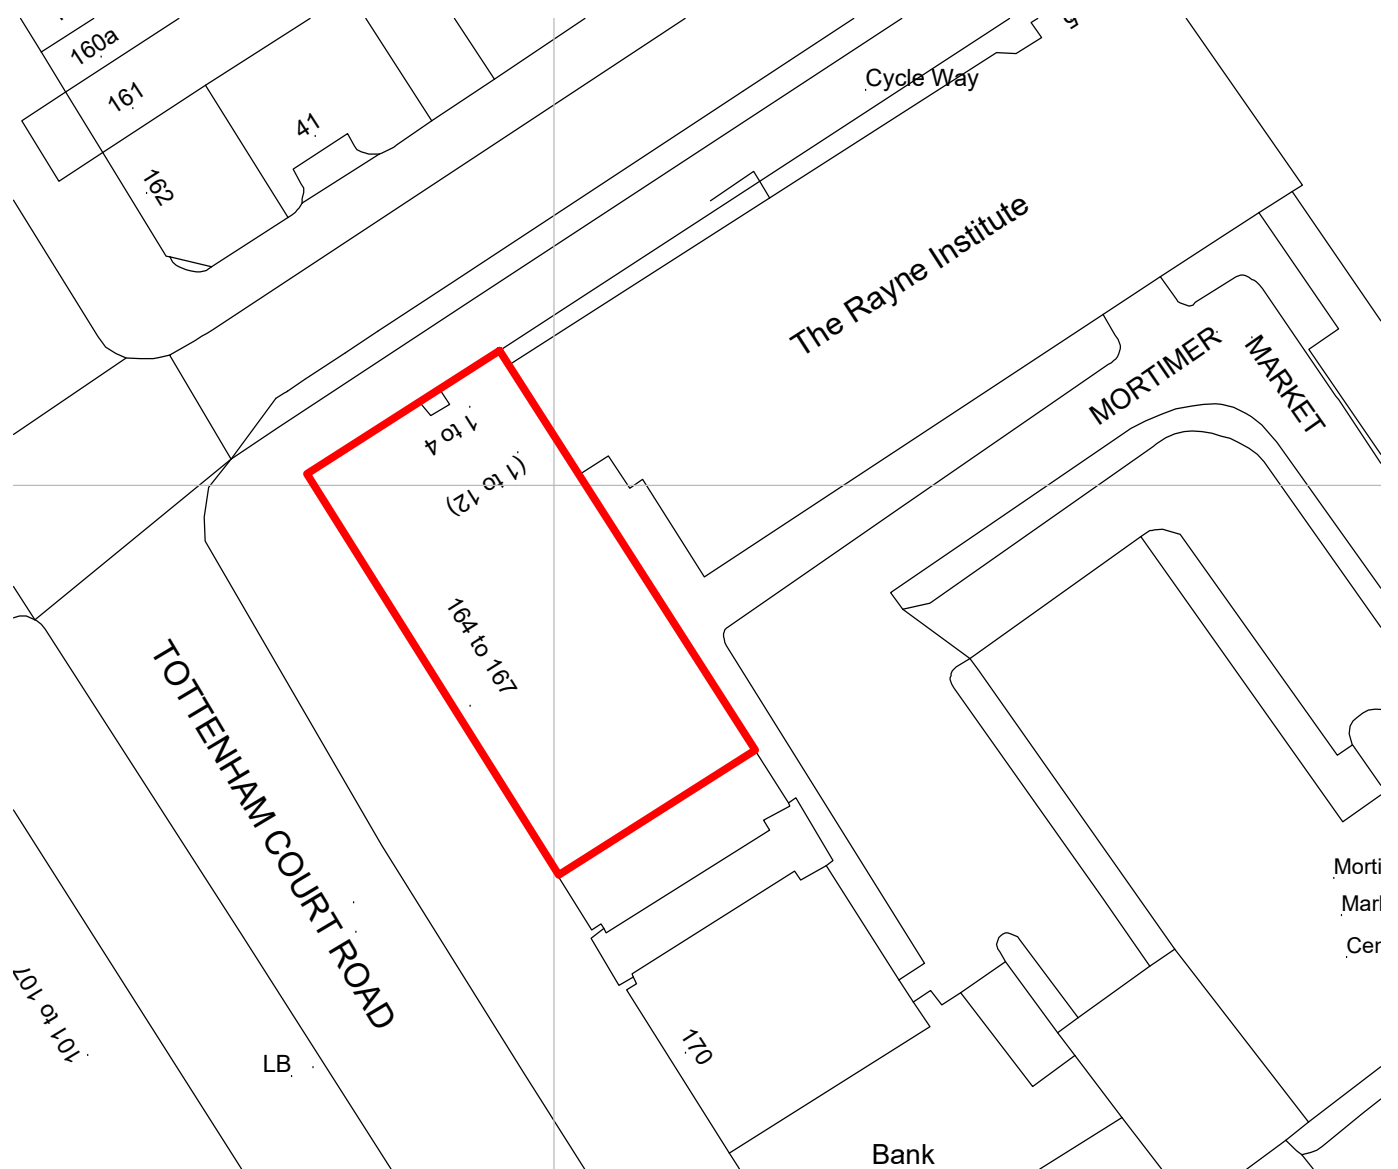 160a
161
41
162
5
Cycle Way
The Rayne Institute
MORTIMER
MARKET
1 to 4
(1 to 12)
164 to 167
TOTTENHAM COURT ROAD
101 to 107
LB
170
Bank
Morti
Marl
Cer